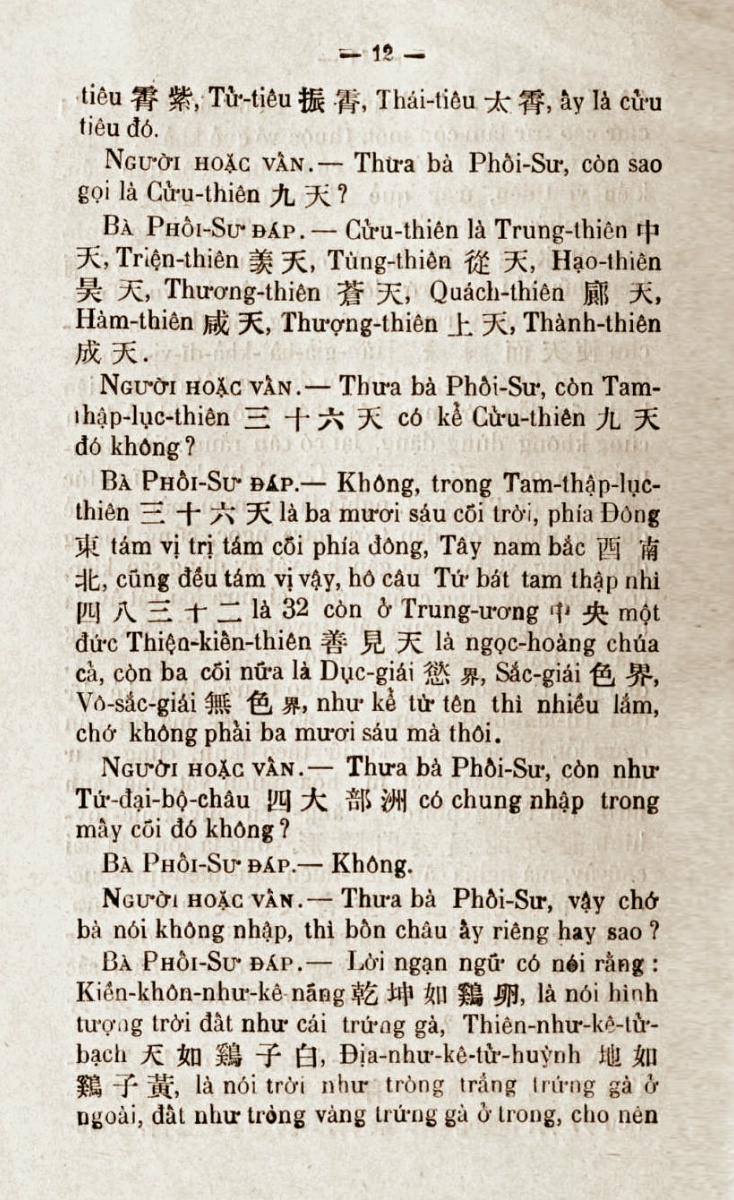 — 12 —
tiêu 霄 紫, Tử-tiêu 振 霄, Thái-tiêu 太 霄, ấy là cửu
tiêu đó.
NGƯỜI HOẶC VẤN.— Thưa bà Phối-Sư, còn sao
gọi là Cửu-thiên 九 天 ?
BÀ PHỐI-SƯ ĐÁP.— Cửu-thiên là Trung-thiên 中
天, Triện-thiên 羨 天, Tùng-thiên 從 天, Hạo-thiên
昊 天, Thương-thiên 蒼 天, Quách-thiên 廓 天,
Hàm-thiên 咸 天, Thượng-thiên 上 天, Thành-thiên
成 天.
NGƯỜI HOẶC VẤN.— Thưa bà Phối-Sư, còn Tam-
thập-lục-thiên 三 十 六 天 có kể Cửu-thiên 九 天
đó không ?
BÀ PHỐI-SƯ ĐÁP.— Không, trong Tam-thập-lục-
thiên 三 十 六 天 là ba mươi sáu cõi trời, phía Đông
東 tám vị trị tám cõi phía đông, Tây nam bắc 西 南
北, cũng đều tám vị vậy, hô câu Tứ bát tam thập nhì
四 八 三 十 二 là 32 còn ở Trung-ương 中 央 một
đức Thiện-kiến-thiên 善 見 天 là ngọc-hoàng chúa
cả, còn ba cõi nữa là Dục-giái 慾 界, Sắc-giái 色 界,
Vô-sắc-giái 無 色 界, như kể từ tên thì nhiều lắm,
chớ không phải ba mươi sáu mà thôi.
NGƯỜI HOẶC VẤN.— Thưa bà Phối-Sư, còn như
Tứ-đại-bộ-châu 四 大 部 洲 có chung nhập trong
mấy cõi đó không ?
BÀ PHỐI-SƯ ĐÁP.— Không.
NGƯỜI HOẶC VẤN.— Thưa bà Phối-Sư, vậy chớ
bà nói không nhập, thì bốn châu ấy riêng hay sao ?
BÀ PHỐI-SƯ ĐÁP.— Lời ngạn ngữ có nói rằng :
Kiền-khôn-như-kê-nãng 乾 坤 如 鷄 卵, là nói hình
tượng trời đất như cái trứng gà, Thiên-như-kê-tử-
bạch 天 如 鷄 子 白, Địa-như-kê-tử-huỳnh 地 如
鷄 子 黃, là nói trời như tròng trắng trứng gà ở
ngoài, đất như tròng vàng trứng gà ở trong, cho nên